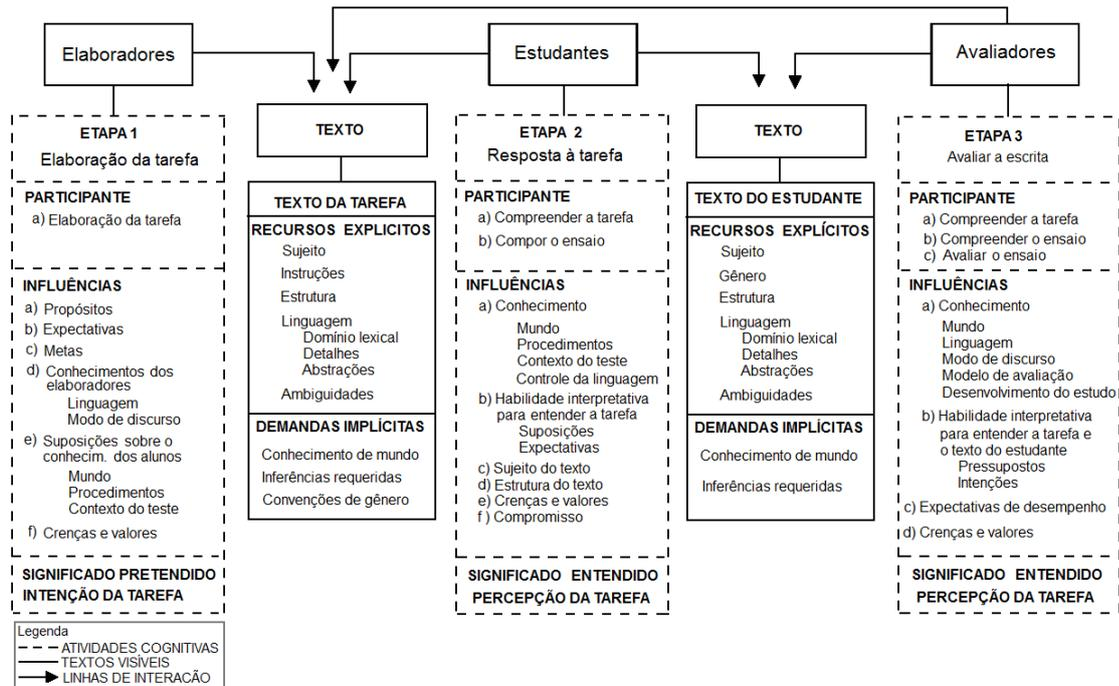 Elaboradores
Estudantes
Avaliadores
ETAPA 1
Elaboração da tarefa
PARTICIPANTE
a) Elaboração da tarefa
INFLUÊNCIAS
a) Propósitos
b) Expectativas
c) Metas
d) Conhecimentos dos
elaboradores
Linguagem
Modo de discurso
e) Suposições sobre o
conhecim. dos alunos
Mundo
Procedimentos
Contexto do teste
f) Crenças e valores
SIGNIFICADO PRETENDIDO
INTENÇÃO DA TAREFA
TEXTO
TEXTO DA TAREFA
RECURSOS EXPLICITOS
Sujeito
Instruções
Estrutura
Linguagem
Domínio lexical
Detalhes
Abstrações
Ambiguidades
DEMANDAS IMPLÍCITAS
Conhecimento de mundo
Inferências requeridas
Convenções de gênero
ETAPA 2
Resposta à tarefa
PARTICIPANTE
a) Compreender a tarefa
b) Compor o ensaio
INFLUÊNCIAS
a) Conhecimento
Mundo
Procedimentos
Contexto do teste
Controle da linguagem
b) Habilidade interpretativa
para entender a tarefa
Suposições
Expectativas
c) Sujeito do texto
d) Estrutura do texto
e) Crenças e valores
f ) Compromisso
SIGNIFICADO ENTENDIDO
PERCEPÇÃO DA TAREFA
TEXTO
TEXTO DO ESTUDANTE
RECURSOS EXPLÍCITOS
Sujeito
Gênero
Estrutura
Linguagem
Domínio lexical
Detalhes
Abstrações
Ambiguidades
DEMANDAS IMPLÍCITAS
Conhecimento de mundo
Inferências requeridas
ETAPA 3
Avaliar a escrita
PARTICIPANTE
a) Compreender a tarefa
b) Compreender o ensaio
c) Avaliar o ensaio
INFLUÊNCIAS
a) Conhecimento
Mundo
Linguagem
Modo de discurso
Modelo de avaliação
Desenvolvimento do estudo
b) Habilidade interpretativa
para entender a tarefa e
o texto do estudante
Pressupostos
Intenções
c) Expectativas de desempenho
d) Crenças e valores
SIGNIFICADO ENTENDIDO
PERCEPÇÃO DA TAREFA
Legenda
ATIVIDADES COGNITIVAS
TEXTOS VISÍVEIS
LINHAS DE INTERAÇÃO